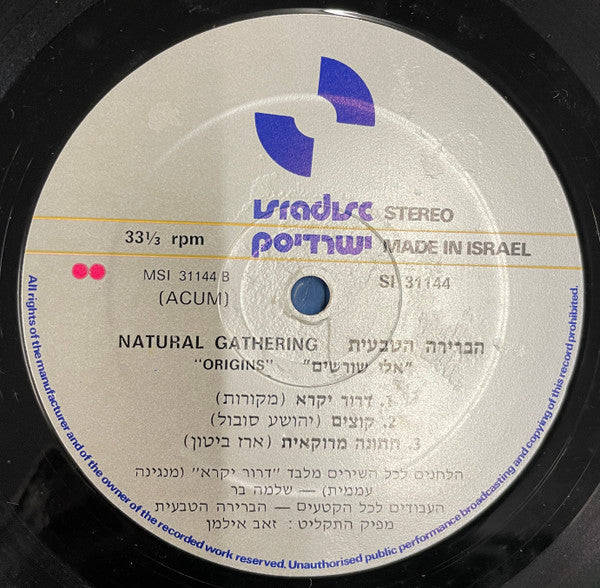 isradisc STEREO
ישרדיסק MADE IN ISRAEL
33⅓ rpm
MSI 31144 B
SI 31144
(ACUM)
NATURAL GATHERING הברירה הטבעית
"ORIGINS" "אלי שורשים"
1. דרור יקרא (מקורות)
2. קוצים (יהושע סובול)
3. חתונה מרוקאית (ארז ביטון)
הלחנים לכל השירים מלבד "דרור יקרא" (מנגינה
עממית) — שלמה בר
העבודים לכל הקטעים — הברירה הטבעית
מפיק התקליט : זאב אילמן
All rights of the manufacturer and of the owner of the recorded work reserved. Unauthorised public performance broadcasting and copying of this record prohibited.